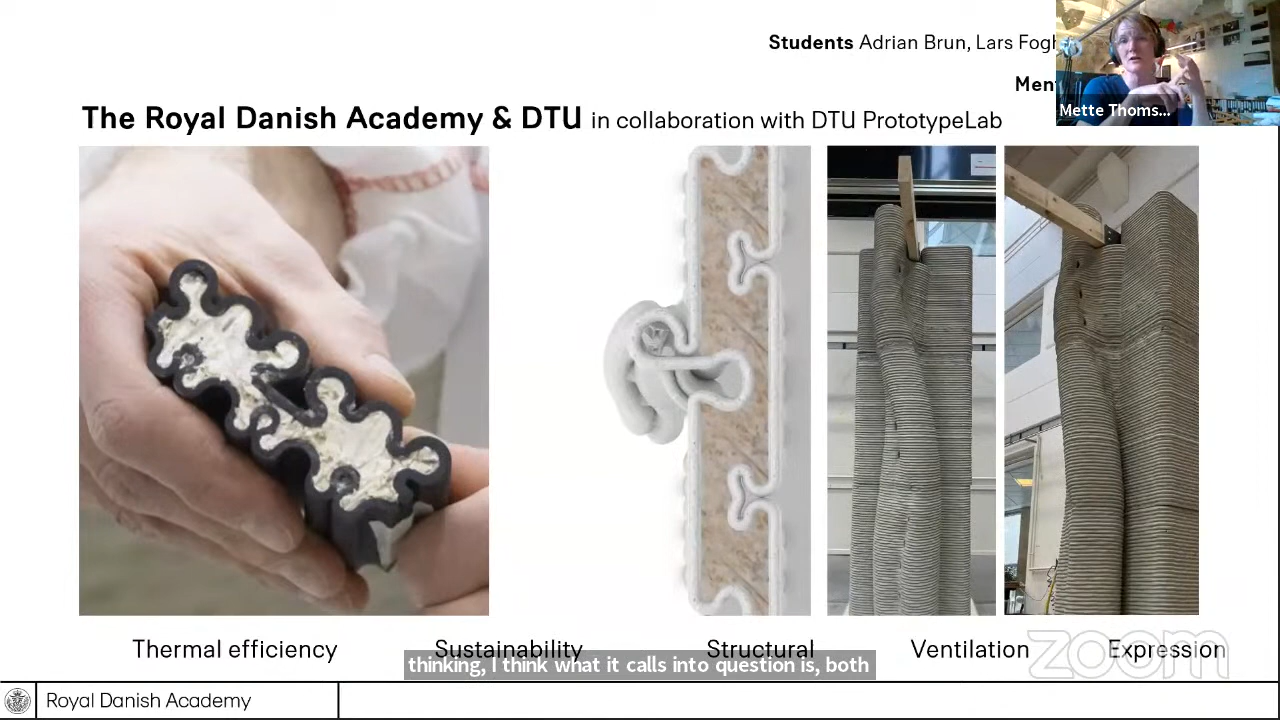 Students Adrian Brun, Lars Fogh
Mette Thoms...
The Royal Danish Academy & DTU in collaboration with DTU PrototypeLab
Thermal efficiency Sustainability Structural Ventilation Expression
thinking, I think what it calls into question is, both
zoom
Royal Danish Academy